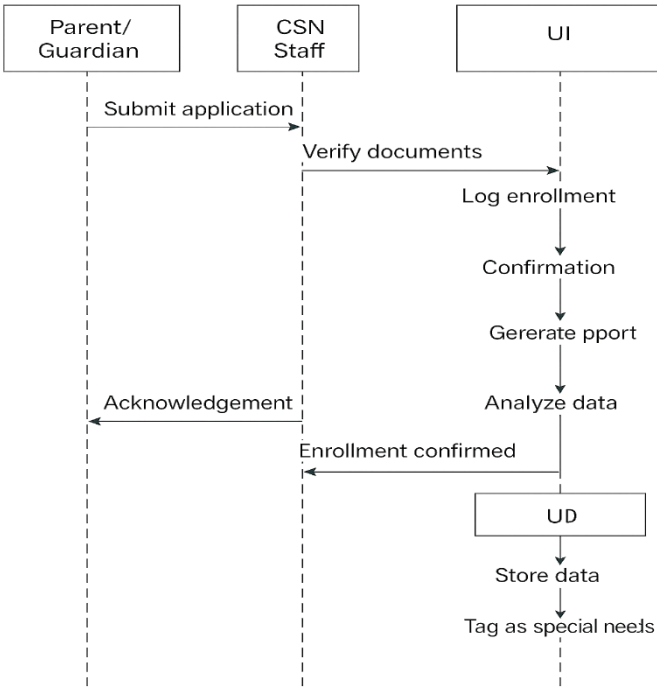 Parent/
Guardian
CSN
Staff
UI
Submit application
Verify documents
Log enrollment
Confirmation
Gererate pport
Acknowledgement
Analyze data
Enrollment confirmed
UD
Store data
Tag as special needs